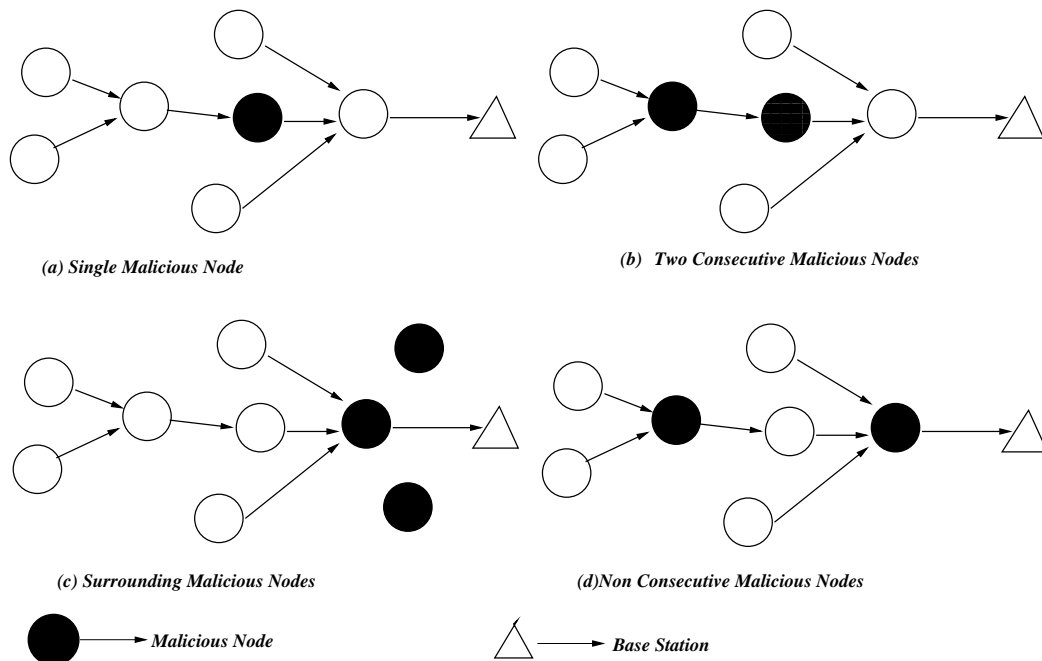 (a) Single Malicious Node
(b) Two Consecutive Malicious Nodes
(c) Surrounding Malicious Nodes
(d)Non Consecutive Malicious Nodes
Malicious Node
Base Station